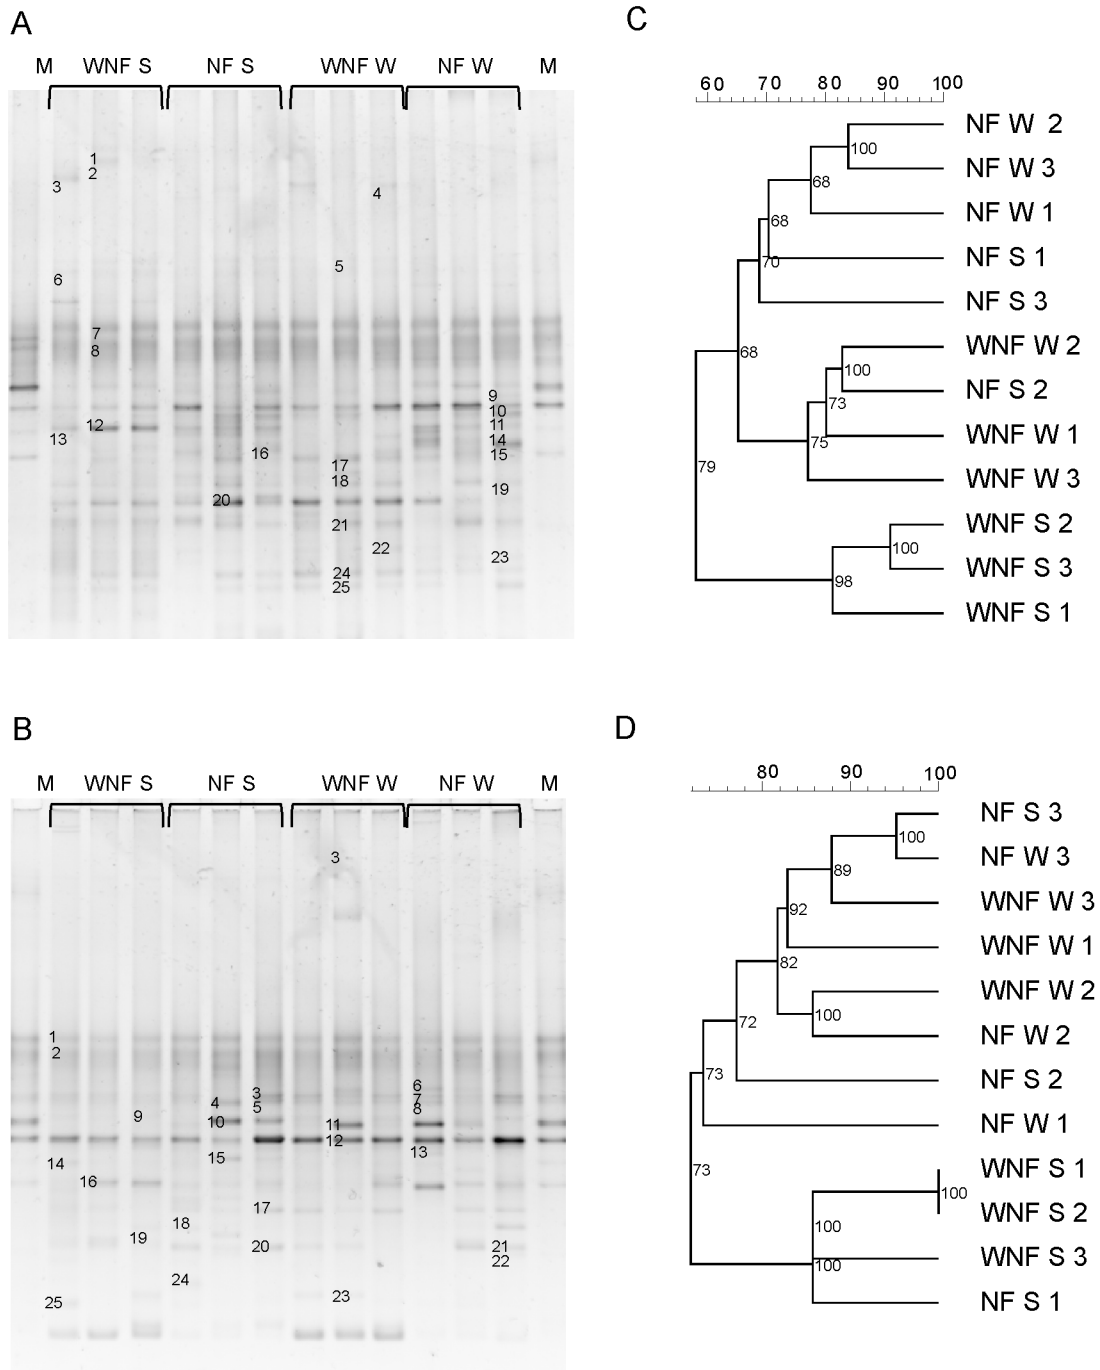 A
M WNF S NF S WNF W NF W M
1
2
3
4
5
6
7
8
9
10
11
12
13
14
15
16
17
18
19
20
21
22
23
24
25
C
60 70 80 90 100
NF W 2
100
NF W 3
68
NF W 1
68
NF S 1
70
NF S 3
68
WNF W 2
100
NF S 2
73
WNF W 1
75
WNF W 3
79
WNF S 2
100
WNF S 3
98
WNF S 1
B
M WNF S NF S WNF W NF W M
3
1
2
3
4
5
6
7
8
9
10
11
12
13
14
15
16
17
18
19
20
21
22
23
24
25
D
80 90 100
NF S 3
100
NF W 3
89
WNF W 3
92
WNF W 1
82
WNF W 2
100
NF W 2
72
NF S 2
73
NF W 1
73
WNF S 1
100
WNF S 2
100
WNF S 3
100
NF S 1